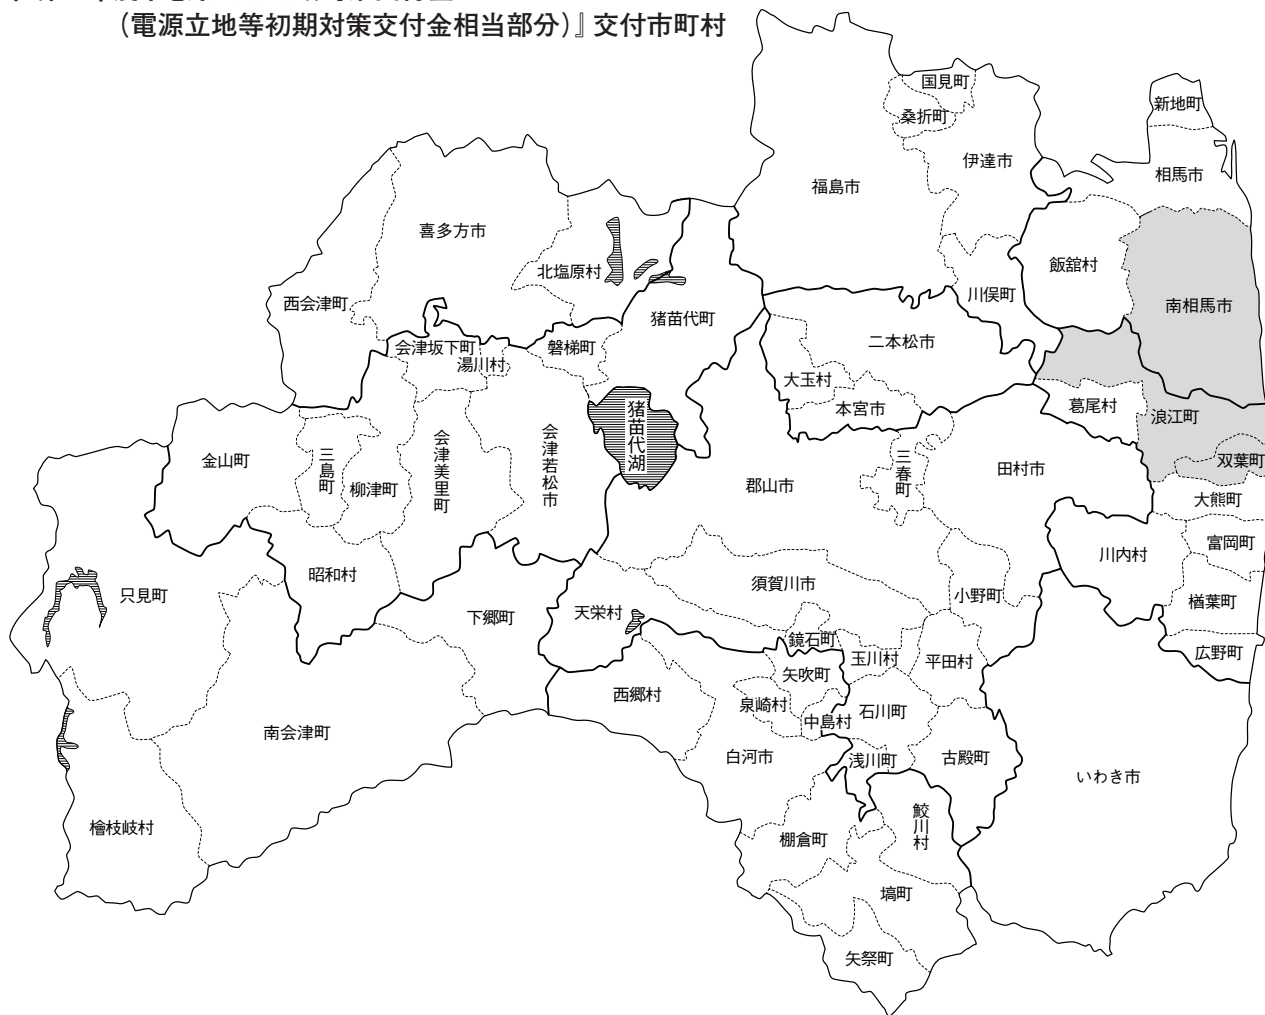 （電源立地等初期対策交付金相当部分）』交付市町村
国見町
桑折町
新地町
伊達市
相馬市
福島市
喜多方市
北塩原村
飯舘村
西会津町
川俣町
南相馬市
猪苗代町
二本松市
会津坂下町
湯川村
磐梯町
大玉村
本宮市
葛尾村
浪江町
猪苗代湖
金山町
三島町
柳津町
会津美里町
会津若松市
郡山市
三春町
田村市
双葉町
大熊町
富岡町
川内村
楢葉町
広野町
只見町
昭和村
下郷町
天栄村
須賀川市
小野町
鏡石町
玉川村
平田村
矢吹町
泉崎村
中島村
石川町
西郷村
南会津町
白河市
浅川町
古殿町
いわき市
檜枝岐村
棚倉町
鮫川村
塙町
矢祭町